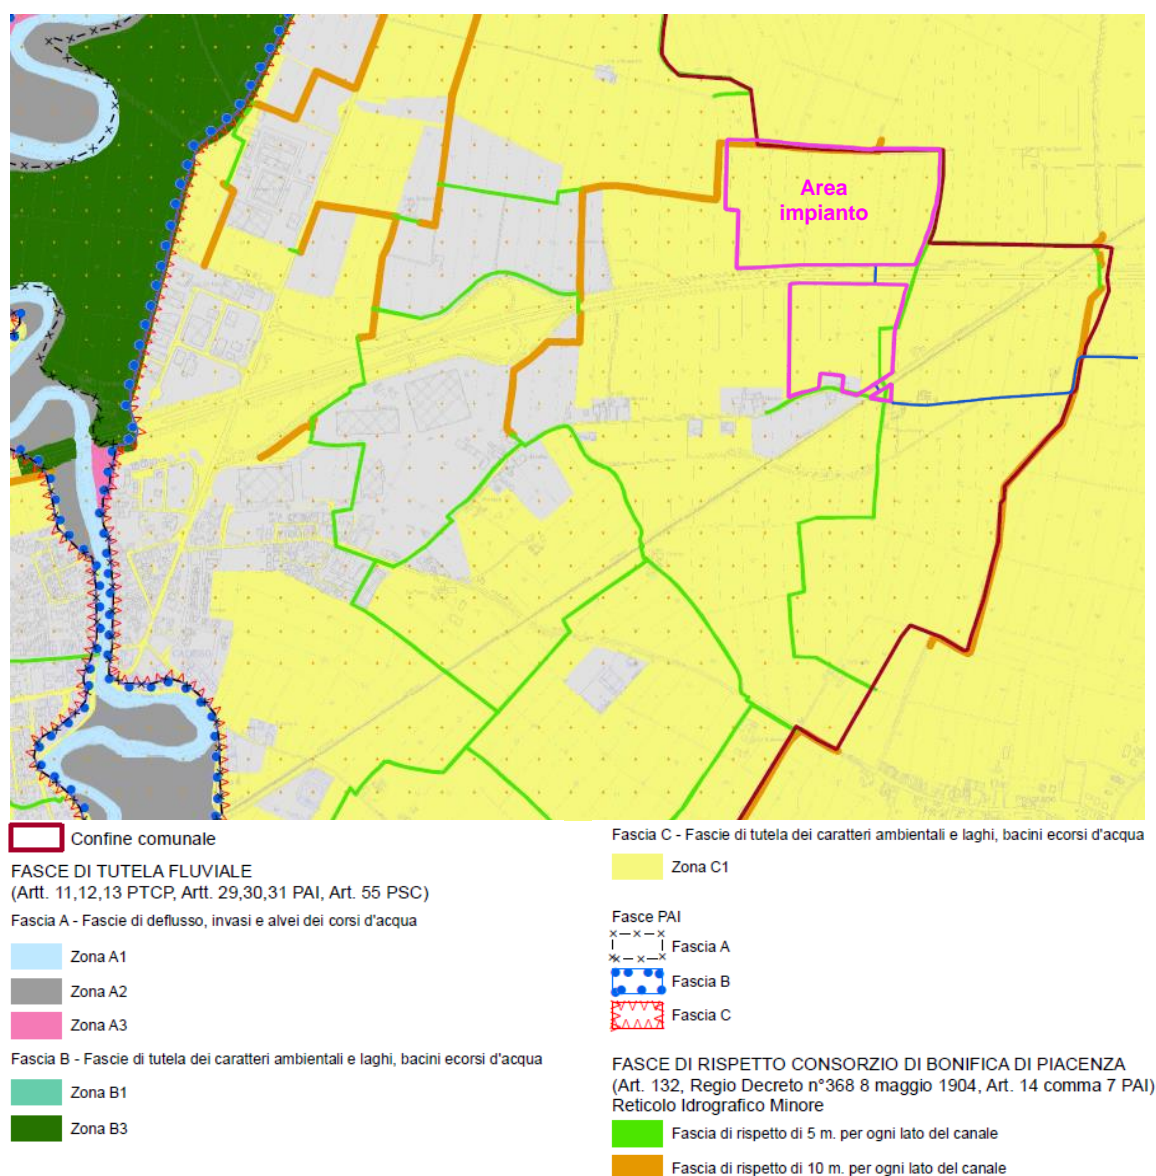 Area
impianto
Confine comunale
FASCE DI TUTELA FLUVIALE
(Artt. 11,12,13 PTCP, Artt. 29,30,31 PAI, Art. 55 PSC)
Fascia A - Fascie di deflusso, invasi e alvei dei corsi d'acqua
Zona A1
Zona A2
Zona A3
Fascia B - Fascie di tutela dei caratteri ambientali e laghi, bacini ecorsi d'acqua
Zona B1
Zona B3
Fascia C - Fascie di tutela dei caratteri ambientali e laghi, bacini ecorsi d'acqua
Zona C1
Fasce PAI
Fascia A
Fascia B
Fascia C
FASCE DI RISPETTO CONSORZIO DI BONIFICA DI PIACENZA
(Art. 132, Regio Decreto n°368 8 maggio 1904, Art. 14 comma 7 PAI)
Reticolo Idrografico Minore
Fascia di rispetto di 5 m. per ogni lato del canale
Fascia di rispetto di 10 m. per ogni lato del canale